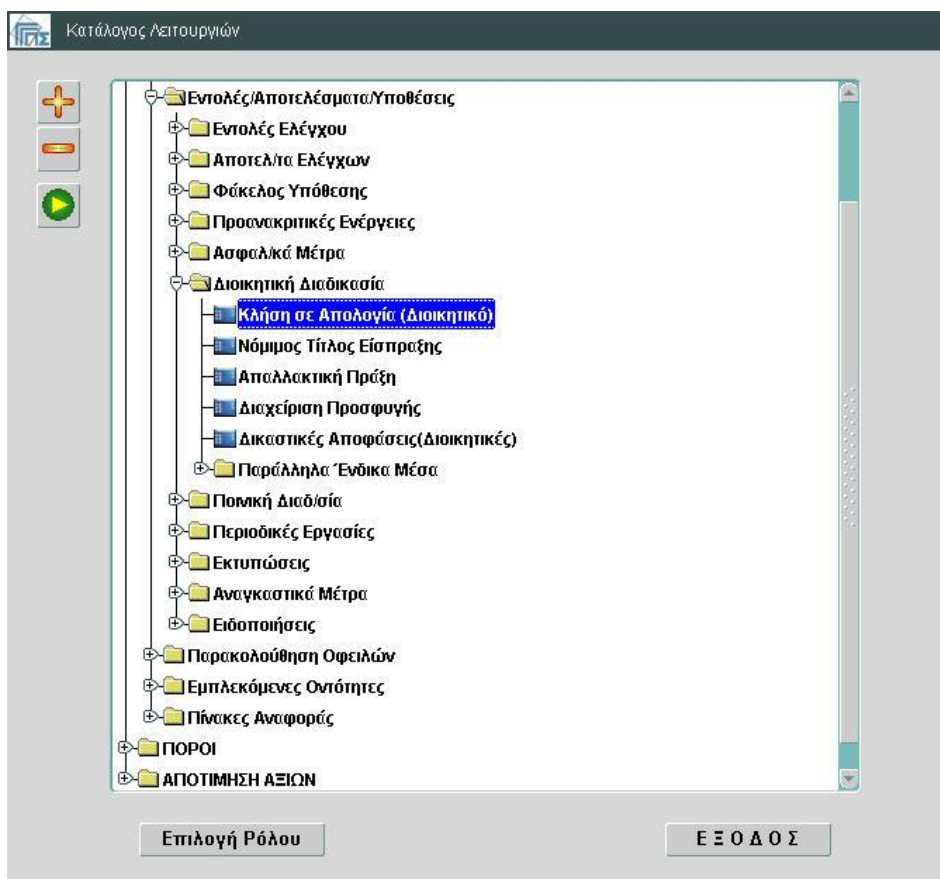 Κατάλογος Λειτουργιών
Εντολές/Αποτελέσματα/Υποθέσεις
Εντολές Ελέγχου
Αποτελ/τα Ελέγχων
Φάκελος Υπόθεσης
Προανακριτικές Ενέργειες
Ασφαλ/κά Μέτρα
Διοικητική Διαδικασία
Κλήση σε Απολογία (Διοικητικό)
Νόμιμος Τίτλος Είσπραξης
Απαλλακτική Πράξη
Διαχείριση Προσφυγής
Δικαστικές Αποφάσεις(Διοικητικές)
Παράλληλα Ένδικα Μέσα
Ποινική Διαδ/σία
Περιοδικές Εργασίες
Εκτυπώσεις
Αναγκαστικά Μέτρα
Ειδοποιήσεις
Παρακολούθηση Οφειλών
Εμπλεκόμενες Οντότητες
Πίνακες Αναφοράς
ΠΟΡΟΙ
ΑΠΟΤΙΜΗΣΗ ΑΞΙΩΝ
Επιλογή Ρόλου Ε Ξ Ο Δ Ο Σ